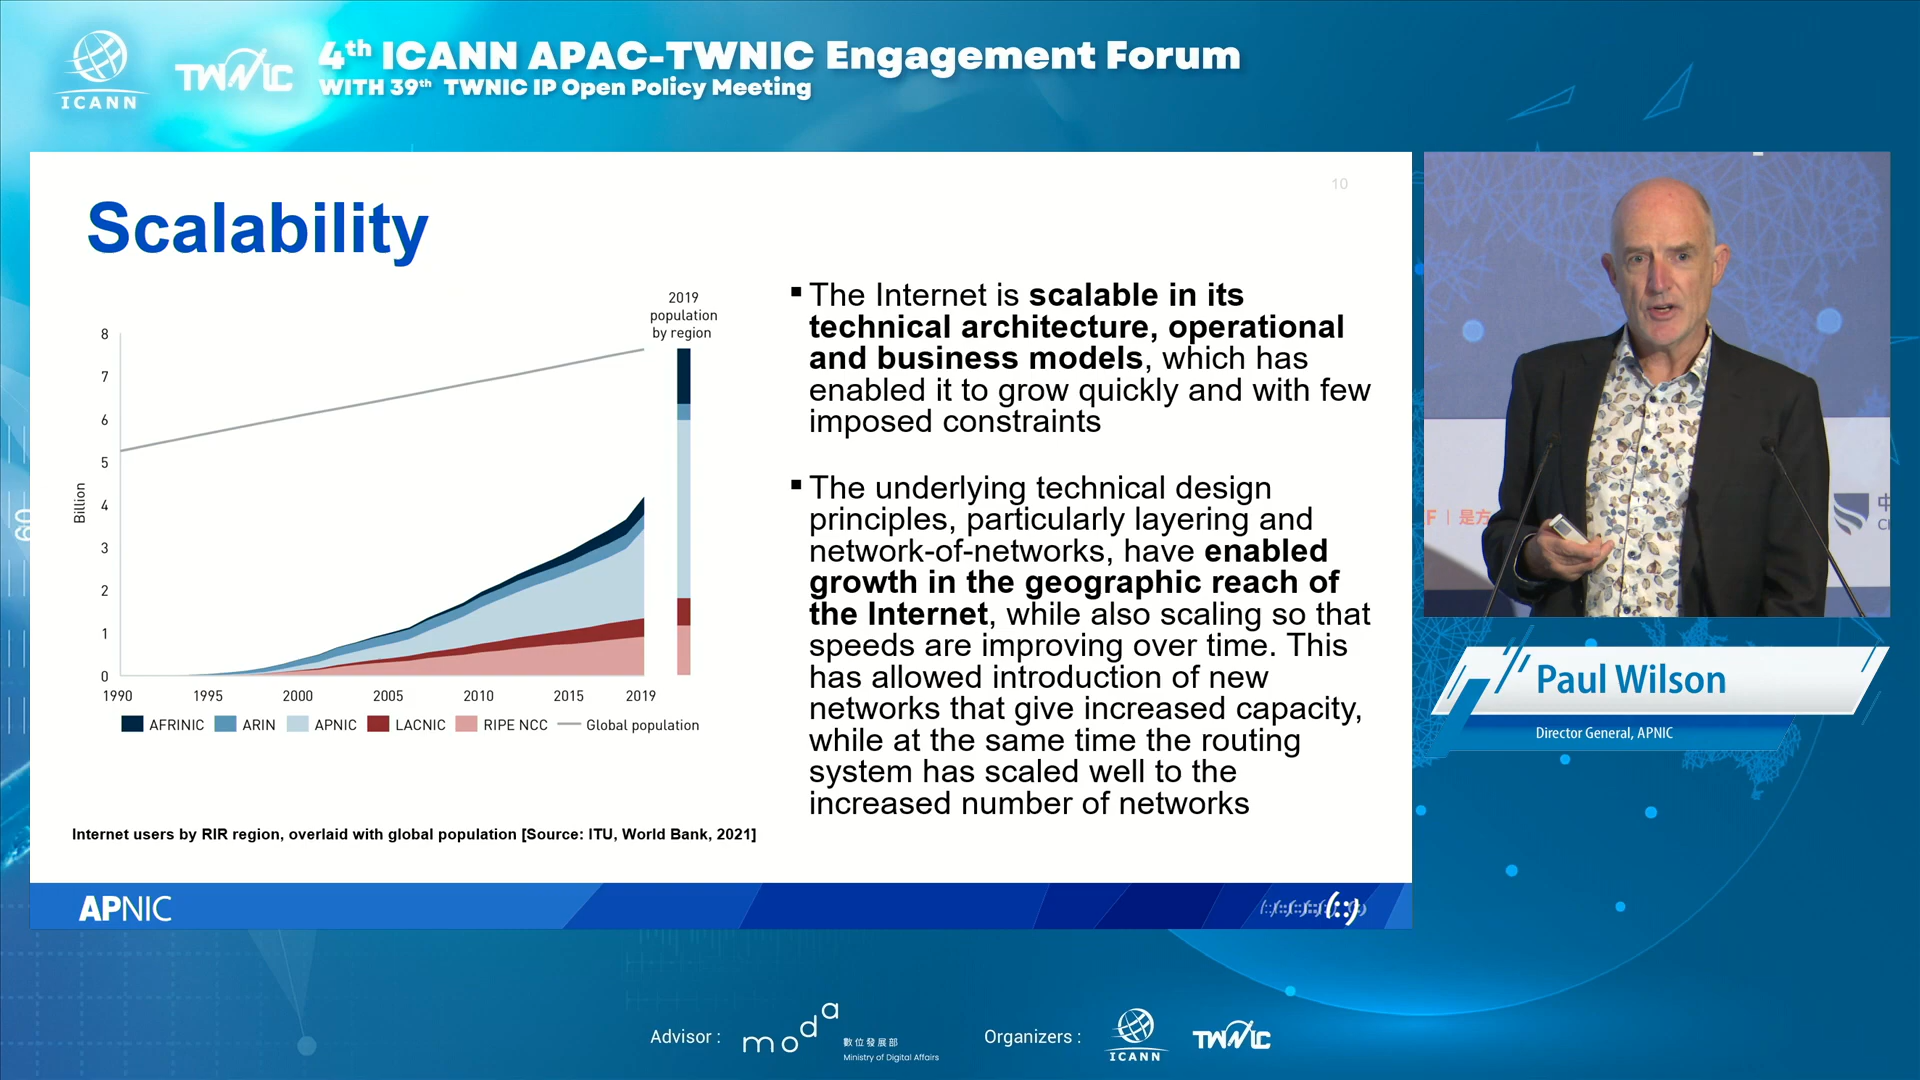 ICANN
TWNIC
4th ICANN APAC-TWNIC Engagement Forum
WITH 39th TWNIC IP Open Policy Meeting
10
Scalability
2019
population
by region
8
7
6
5
4
3
2
1
0
Billion
1990 1995 2000 2005 2010 2015 2019
AFRINIC ARIN APNIC LACNIC RIPE NCC Global population
Internet users by RIR region, overlaid with global population [Source: ITU, World Bank, 2021]
▪ The Internet is scalable in its
technical architecture, operational
and business models, which has
enabled it to grow quickly and with few
imposed constraints
▪ The underlying technical design
principles, particularly layering and
network-of-networks, have enabled
growth in the geographic reach of
the Internet, while also scaling so that
speeds are improving over time. This
has allowed introduction of new
networks that give increased capacity,
while at the same time the routing
system has scaled well to the
increased number of networks
APNIC
(::)
F | 是方
中
Paul Wilson
Director General, APNIC
Advisor :
moda
數位發展部
Ministry of Digital Affairs
Organizers :
ICANN
TWNIC